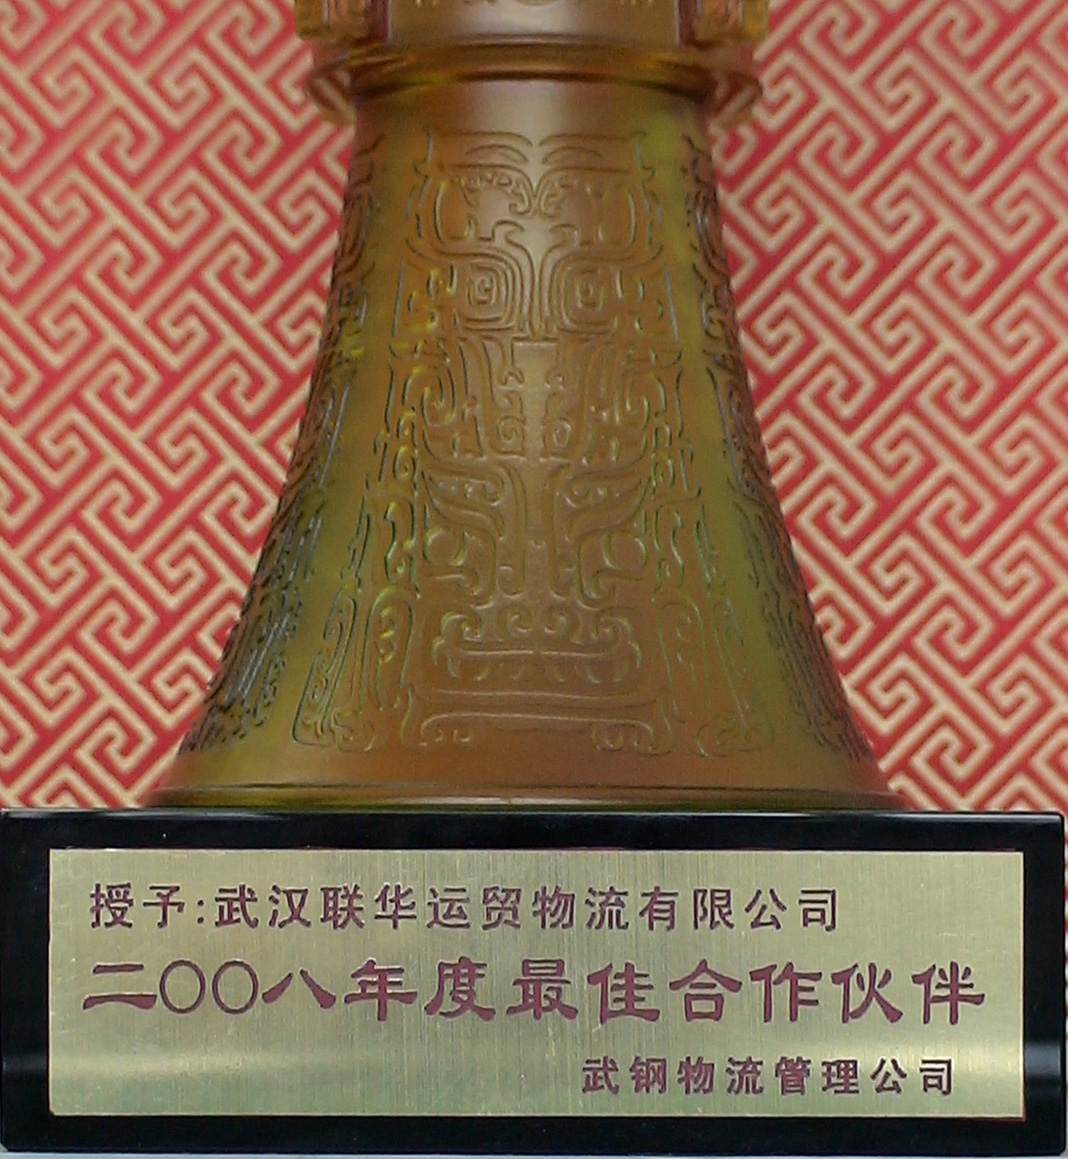 授予:武汉联华运贸物流有限公司
二〇〇八年度最佳合作伙伴
武钢物流管理公司